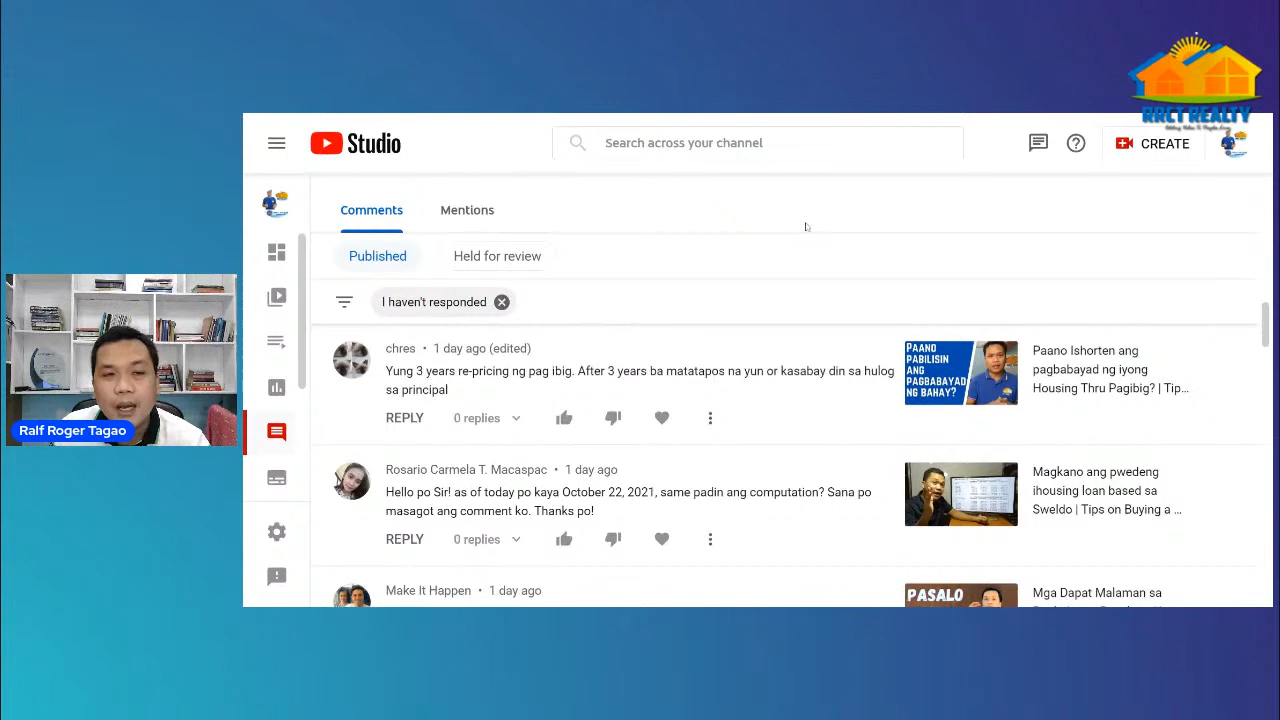 RRCT REALTY
Studio
Search across your channel
CREATE
Comments
Mentions
Published
Held for review
I haven't responded
chres • 1 day ago (edited)
Yung 3 years re-pricing ng pag ibig. After 3 years ba matatapos na yun or kasabay din sa hulog
sa principal
REPLY
0 replies
PAANO
PABILISIN
ANG
PAGBABAYAD
NG BAHAY?
Paano Ishorten ang
pagbabayad ng iyong
Housing Thru Pagibig? | Tip...
Ralf Roger Tagao
Rosario Carmela T. Macaspac • 1 day ago
Hello po Sir! as of today po kaya October 22, 2021, same padin ang computation? Sana po
masagot ang comment ko. Thanks po!
REPLY
0 replies
Magkano ang pwedeng
ihousing loan based sa
Sweldo | Tips on Buying a ...
Make It Happen • 1 day ago
PASALO
Mga Dapat Malaman sa